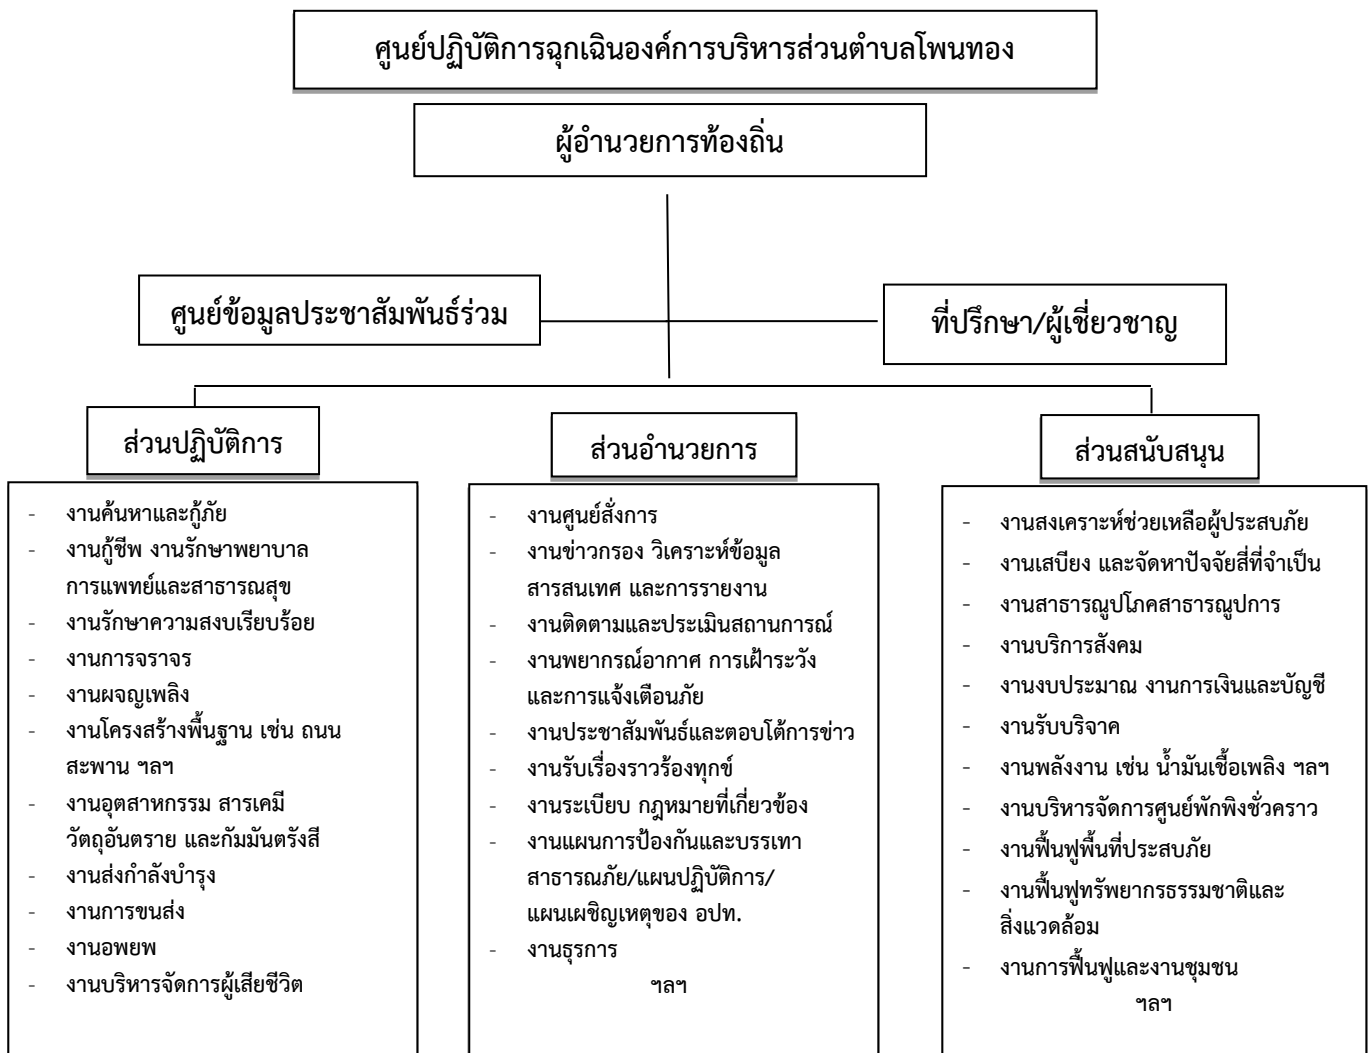 ศูนย์ปฏิบัติการฉุกเฉินองค์การบริหารส่วนตำบลโพนทอง
ผู้อำนวยการท้องถิ่น
ศูนย์ข้อมูลประชาสัมพันธ์ร่วม
ที่ปรึกษา/ผู้เชี่ยวชาญ
ส่วนปฏิบัติการ
- งานค้นหาและกู้ภัย
- งานกู้ชีพ งานรักษาพยาบาล
การแพทย์และสาธารณสุข
- งานรักษาความสงบเรียบร้อย
- งานการจราจร
- งานผจญเพลิง
- งานโครงสร้างพื้นฐาน เช่น ถนน
สะพาน ฯลฯ
- งานอุตสาหกรรม สารเคมี
วัตถุอันตราย และกัมมันตรังสี
- งานส่งกำลังบำรุง
- งานการขนส่ง
- งานอพยพ
- งานบริหารจัดการผู้เสียชีวิต
ส่วนอำนวยการ
- งานศูนย์สั่งการ
- งานข่าวกรอง วิเคราะห์ข้อมูล
สารสนเทศ และการรายงาน
- งานติดตามและประเมินสถานการณ์
- งานพยากรณ์อากาศ การเฝ้าระวัง
และการแจ้งเตือนภัย
- งานประชาสัมพันธ์และตอบโต้การข่าว
- งานรับเรื่องราวร้องทุกข์
- งานระเบียบ กฎหมายที่เกี่ยวข้อง
- งานแผนการป้องกันและบรรเทา
สาธารณภัย/แผนปฏิบัติการ/
แผนเผชิญเหตุของ อปท.
- งานธุรการ
ฯลฯ
ส่วนสนับสนุน
- งานสงเคราะห์ช่วยเหลือผู้ประสบภัย
- งานเสบียง และจัดหาปัจจัยสี่ที่จำเป็น
- งานสาธารณูปโภคสาธารณูปการ
- งานบริการสังคม
- งานงบประมาณ งานการเงินและบัญชี
- งานรับบริจาค
- งานพลังงาน เช่น น้ำมันเชื้อเพลิง ฯลฯ
- งานบริหารจัดการศูนย์พักพิงชั่วคราว
- งานฟื้นฟูพื้นที่ประสบภัย
- งานฟื้นฟูทรัพยากรธรรมชาติและ
สิ่งแวดล้อม
- งานการฟื้นฟูและงานชุมชน
ฯลฯ